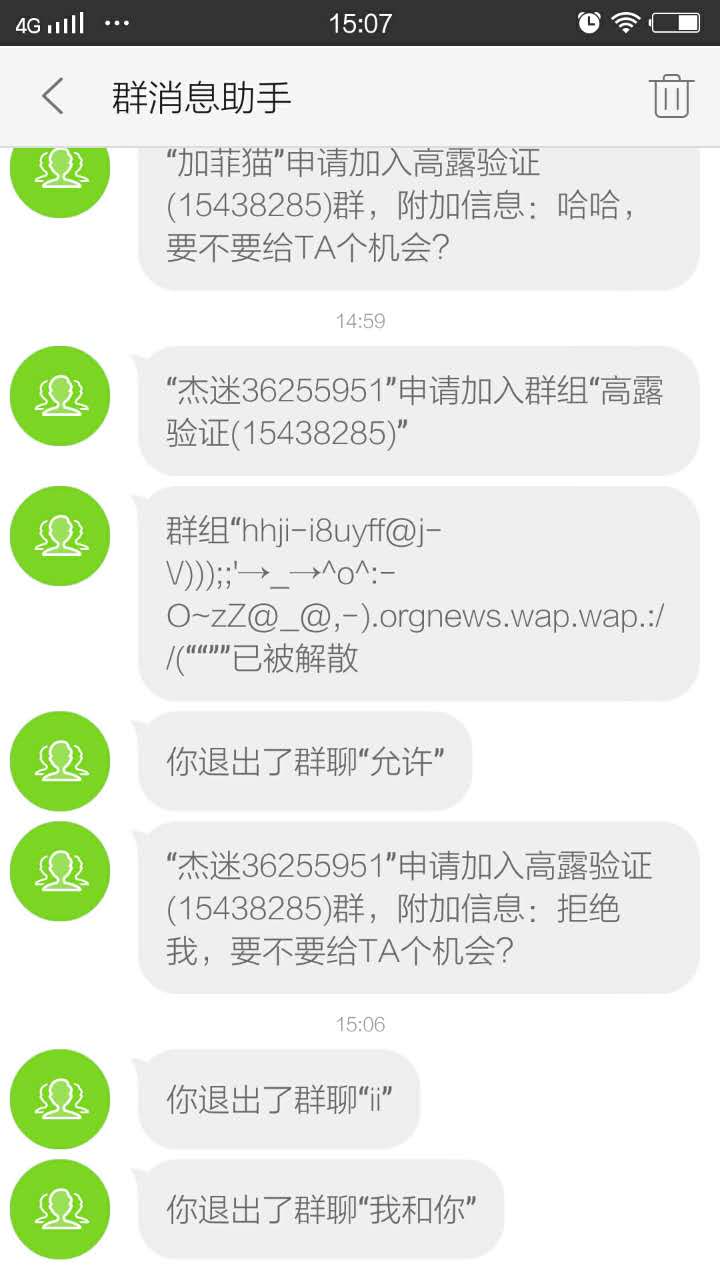 4G
15:07
群消息助手
“加菲猫”申请加入高露验证
(15438285)群，附加信息：哈哈，
要不要给TA个机会？
14:59
“杰迷36255951”申请加入群组“高露
验证(15438285)”
群组“hhji-i8uyff@j-
\/)));;'→_→^o^:-
O~zZ@_@,-).orgnews.wap.wap.:/
/(““””已被解散
你退出了群聊“允许”
“杰迷36255951”申请加入高露验证
(15438285)群，附加信息：拒绝
我，要不要给TA个机会？
15:06
你退出了群聊“ii”
你退出了群聊“我和你”